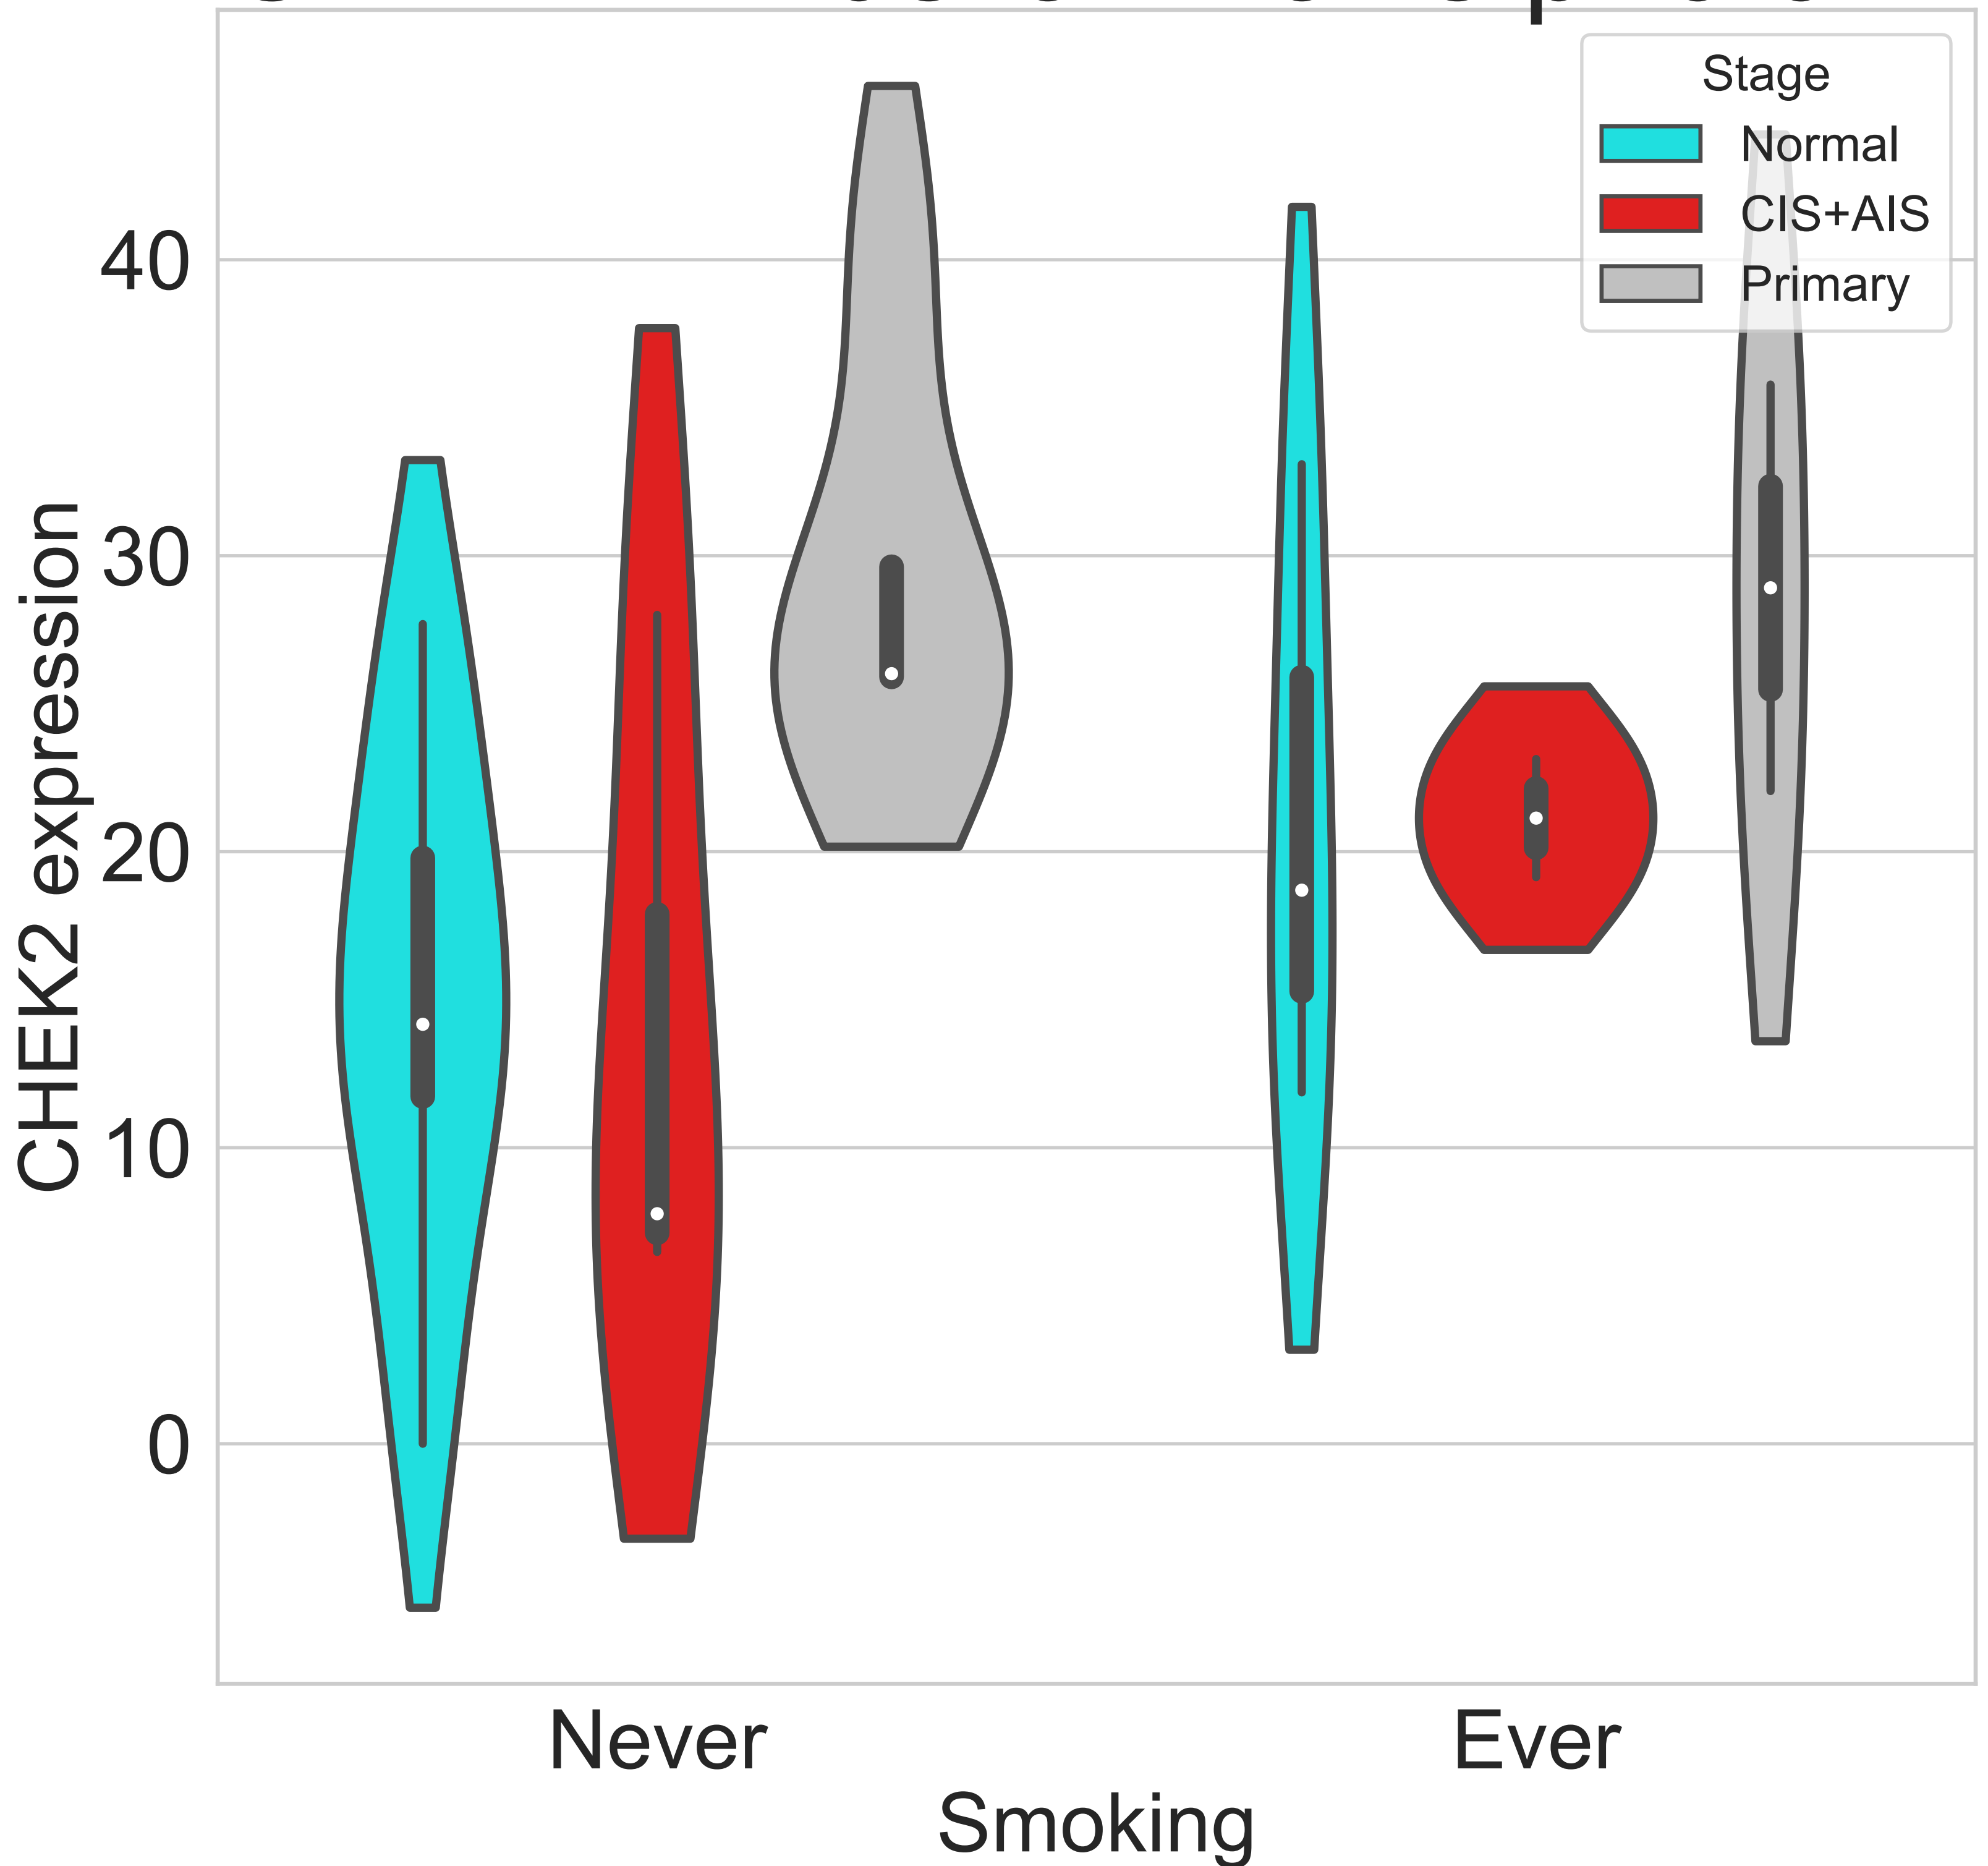 Stage
Normal
CIS+AIS
Primary
40
30
20
10
0
CHEK2 expression
Never
Ever
Smoking